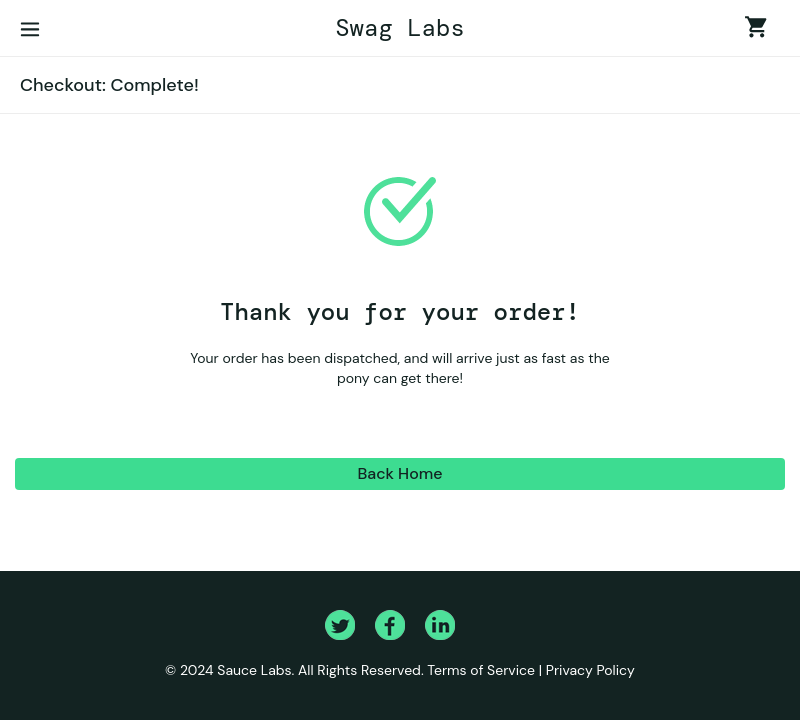 Swag Labs
Checkout: Complete!
Thank you for your order!
Your order has been dispatched, and will arrive just as fast as the
pony can get there!
Back Home
© 2024 Sauce Labs. All Rights Reserved. Terms of Service | Privacy Policy